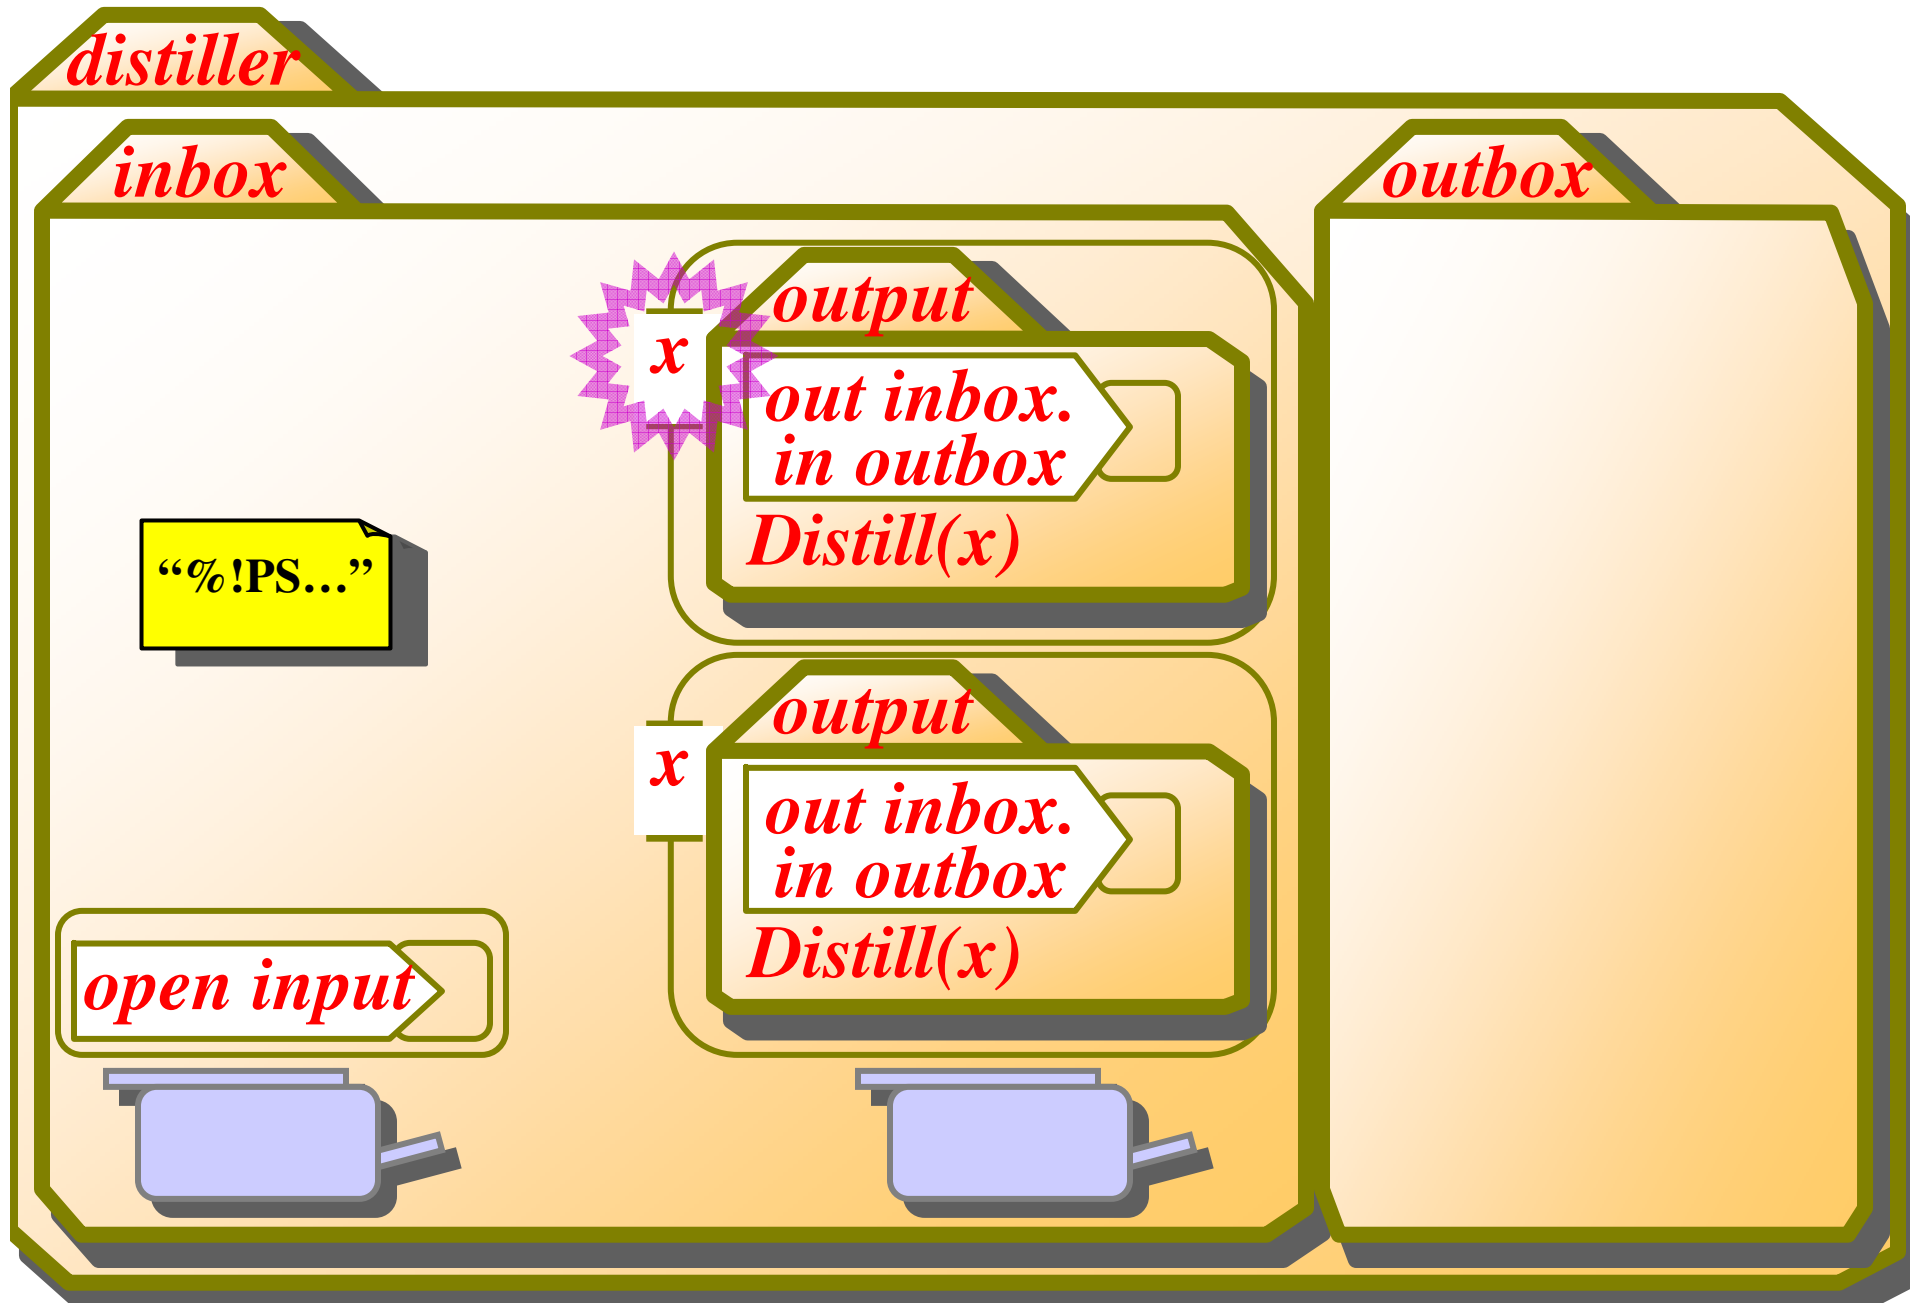 distiller
inbox
outbox
output
x
out inbox.
in outbox
Distill(x)
“%!PS…”
output
x
out inbox.
in outbox
Distill(x)
open input